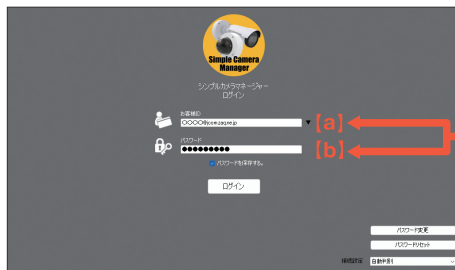 Simple Camera
Manager
シンプルカメラマネージャー
ログイン
お客様ID
○○○○@jcom.zaq.ne.jp
▼
[a]
パスワード
●●●●●●●●●
[b]
パスワードを保存する。
ログイン
パスワード変更
パスワードリセット
接続設定
自動判別